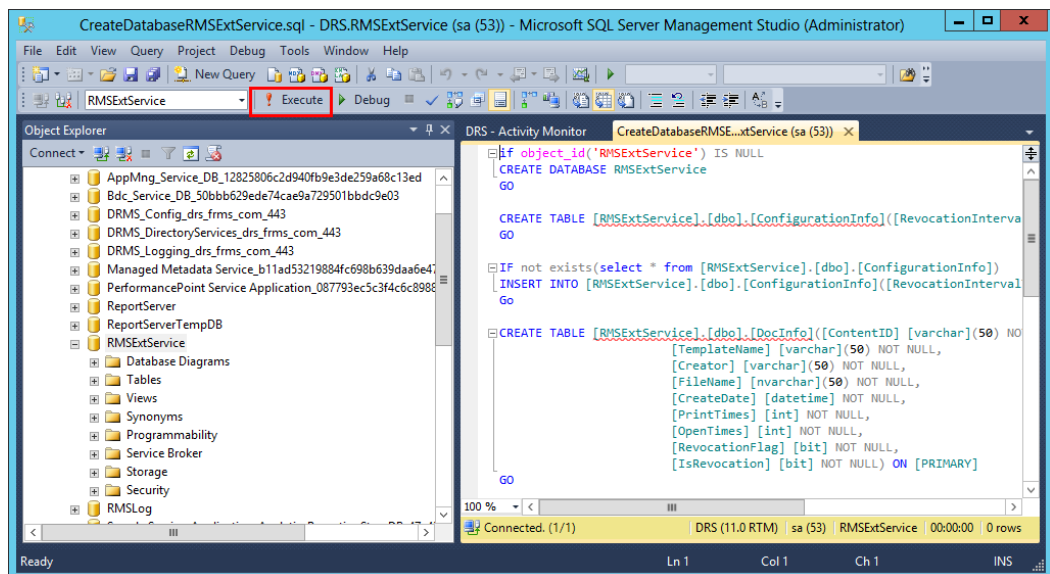 CreateDatabaseRMSExtService.sql - DRS.RMSExtService (sa (53)) - Microsoft SQL Server Management Studio (Administrator)
File Edit View Query Project Debug Tools Window Help
New Query
RMSExtService Execute Debug
Object Explorer
Connect
AppMng_Service_DB_12825806c2d940fb9e3de259a68c13ed
Bdc_Service_DB_50bbb629ede74cae9a729501bbdc9e03
DRMS_Config_drs_frms_com_443
DRMS_DirectoryServices_drs_frms_com_443
DRMS_Logging_drs_frms_com_443
Managed Metadata Service_b11ad53219884fc698b639daa6e47
PerformancePoint Service Application_087793ec5c3f4c6c8988
ReportServer
ReportServerTempDB
RMSExtService
Database Diagrams
Tables
Views
Synonyms
Programmability
Service Broker
Storage
Security
RMSLog
DRS - Activity Monitor CreateDatabaseRMSE...xtService (sa (53))
if object_id('RMSExtService') IS NULL
CREATE DATABASE RMSExtService
GO
CREATE TABLE [RMSExtService].[dbo].[ConfigurationInfo]([RevocationInterva
GO
IF not exists(select * from [RMSExtService].[dbo].[ConfigurationInfo])
INSERT INTO [RMSExtService].[dbo].[ConfigurationInfo]([RevocationInterval
Go
CREATE TABLE [RMSExtService].[dbo].[DocInfo]([ContentID] [varchar](50) NO
[TemplateName] [varchar](50) NOT NULL,
[Creator] [varchar](50) NOT NULL,
[FileName] [nvarchar](50) NOT NULL,
[CreateDate] [datetime] NOT NULL,
[PrintTimes] [int] NOT NULL,
[OpenTimes] [int] NOT NULL,
[RevocationFlag] [bit] NOT NULL,
[IsRevocation] [bit] NOT NULL) ON [PRIMARY]
GO
100 %
Connected. (1/1) DRS (11.0 RTM) sa (53) RMSExtService 00:00:00 0 rows
Ready Ln 1 Col 1 Ch 1 INS